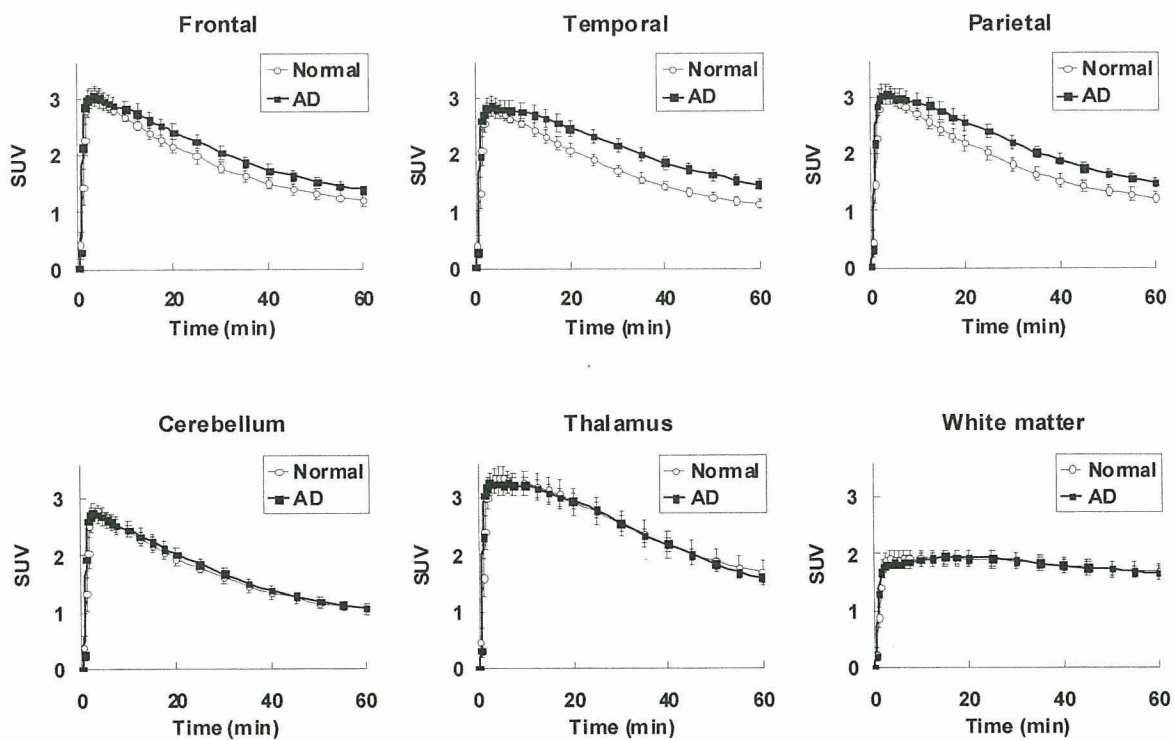 Frontal
Normal
AD
SUV
3
2
1
0
0 20 40 60
Time (min)
Temporal
Normal
AD
SUV
3
2
1
0
0 20 40 60
Time (min)
Parietal
Normal
AD
SUV
3
2
1
0
0 20 40 60
Time (min)
Cerebellum
Normal
AD
SUV
3
2
1
0
0 20 40 60
Time (min)
Thalamus
Normal
AD
SUV
3
2
1
0
0 20 40 60
Time (min)
White matter
Normal
AD
SUV
3
2
1
0
0 20 40 60
Time (min)